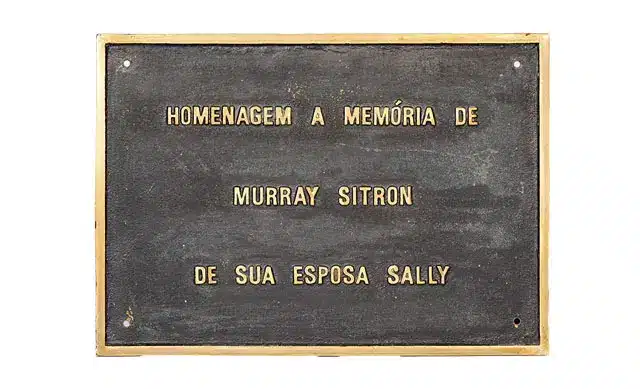 HOMENAGEM A MEMÓRIA DE
MURRAY SITRON
DE SUA ESPOSA SALLY